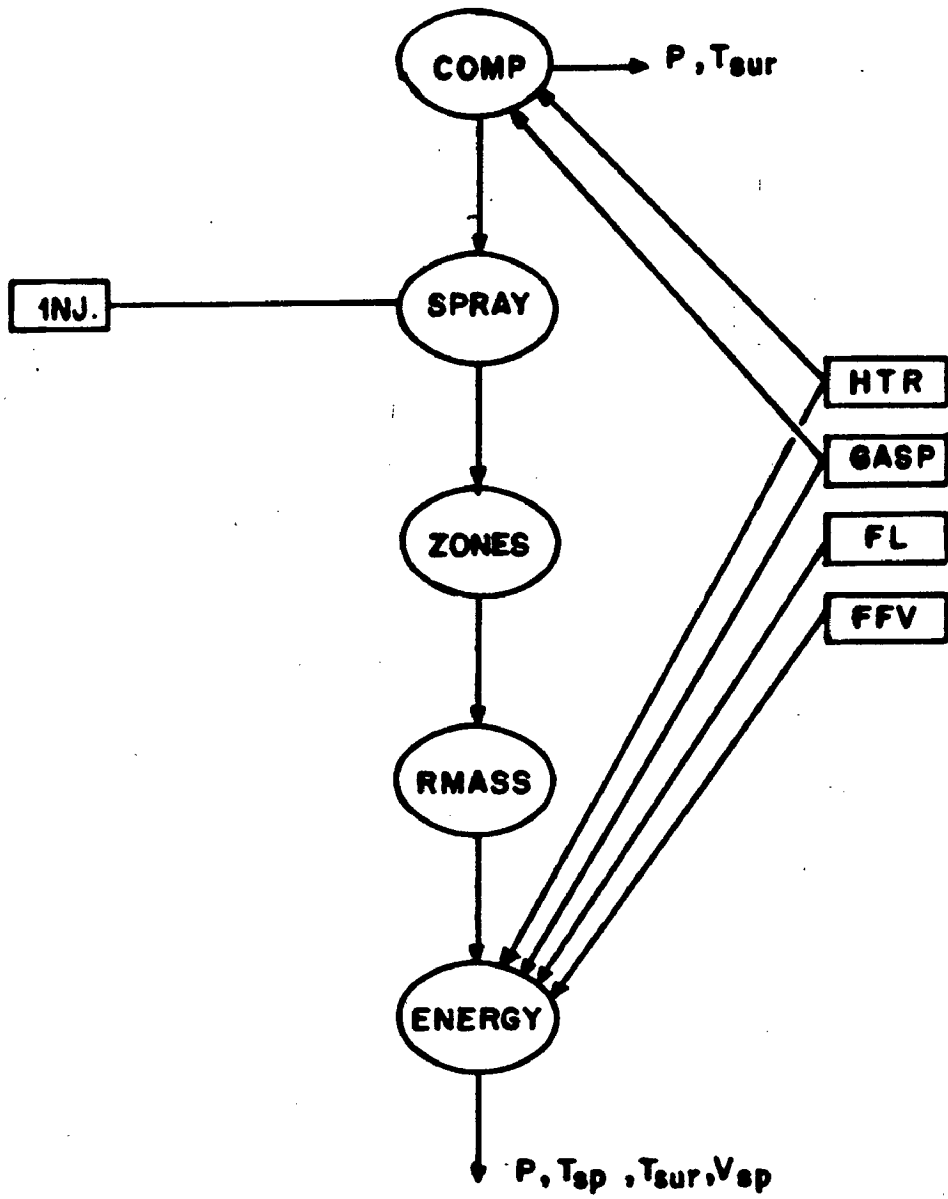 COMP
P, Tsur
INJ.
SPRAY
HTR
GASP
ZONES
FL
FFV
RMASS
ENERGY
P, Tsp, Tsur, Vsp